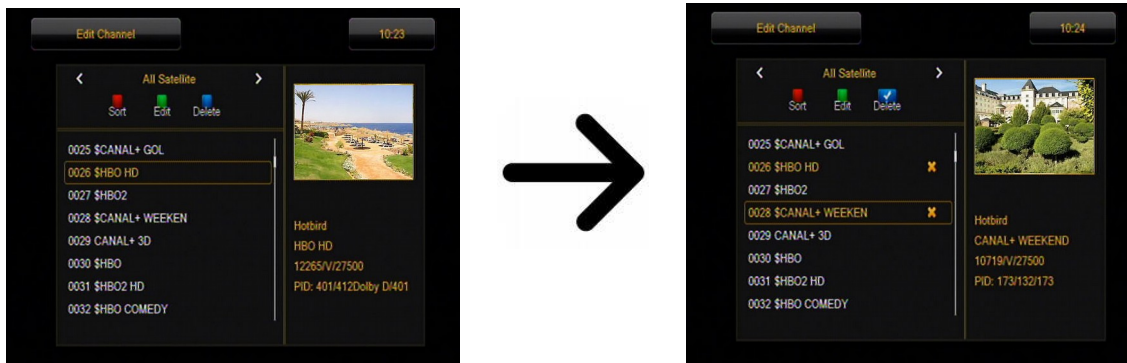 Edit Channel
10:23
All Satellite
Sort Edit Delete
0025 $CANAL+ GOL
0026 $HBO HD
0027 $HBO2
0028 $CANAL+ WEEKEN
0029 CANAL+ 3D
0030 $HBO
0031 $HBO2 HD
0032 $HBO COMEDY
Hotbird
HBO HD
12265/V/27500
PID: 401/412Dolby D/401
Edit Channel
10:24
All Satellite
Sort Edit Delete
0025 $CANAL+ GOL
0026 $HBO HD
0027 $HBO2
0028 $CANAL+ WEEKEN
0029 CANAL+ 3D
0030 $HBO
0031 $HBO2 HD
0032 $HBO COMEDY
Hotbird
CANAL+ WEEKEND
10719/V/27500
PID: 173/132/173